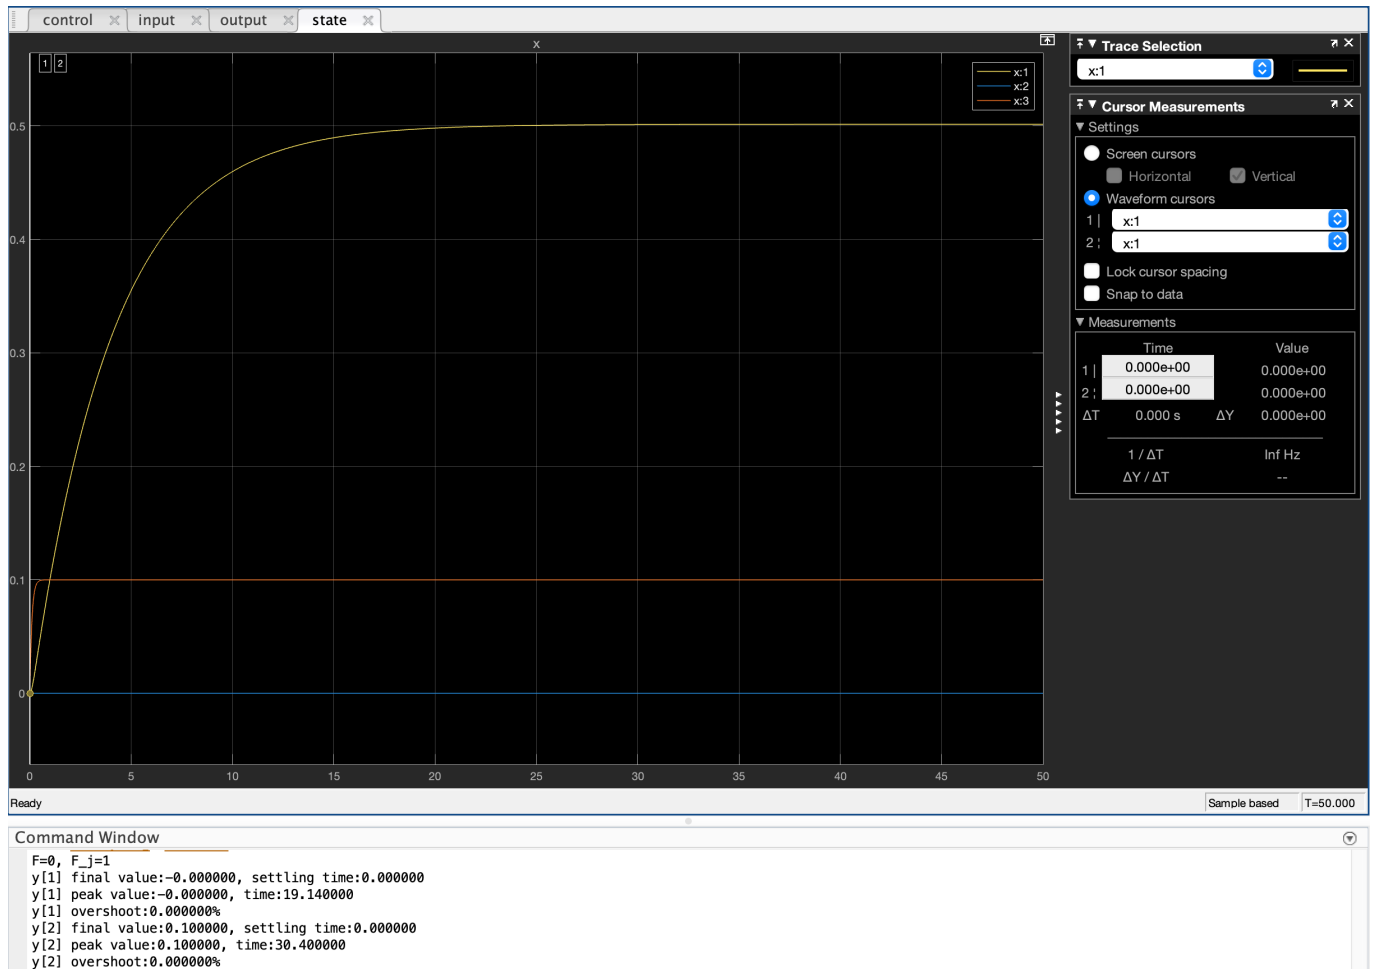 control input output state
x
1 2
x:1
x:2
x:3
0.5
0.4
0.3
0.2
0.1
0
0 5 10 15 20 25 30 35 40 45 50
Trace Selection
x:1
Cursor Measurements
Settings
Screen cursors
Horizontal Vertical
Waveform cursors
1 | x:1
2 ¦ x:1
Lock cursor spacing
Snap to data
Measurements
Time Value
1 | 0.000e+00 0.000e+00
2 ¦ 0.000e+00 0.000e+00
ΔT 0.000 s ΔY 0.000e+00
1 / ΔT Inf Hz
ΔY / ΔT --
Ready Sample based T=50.000
Command Window
F=0, F_j=1
y[1] final value:-0.000000, settling time:0.000000
y[1] peak value:-0.000000, time:19.140000
y[1] overshoot:0.000000%
y[2] final value:0.100000, settling time:0.000000
y[2] peak value:0.100000, time:30.400000
y[2] overshoot:0.000000%